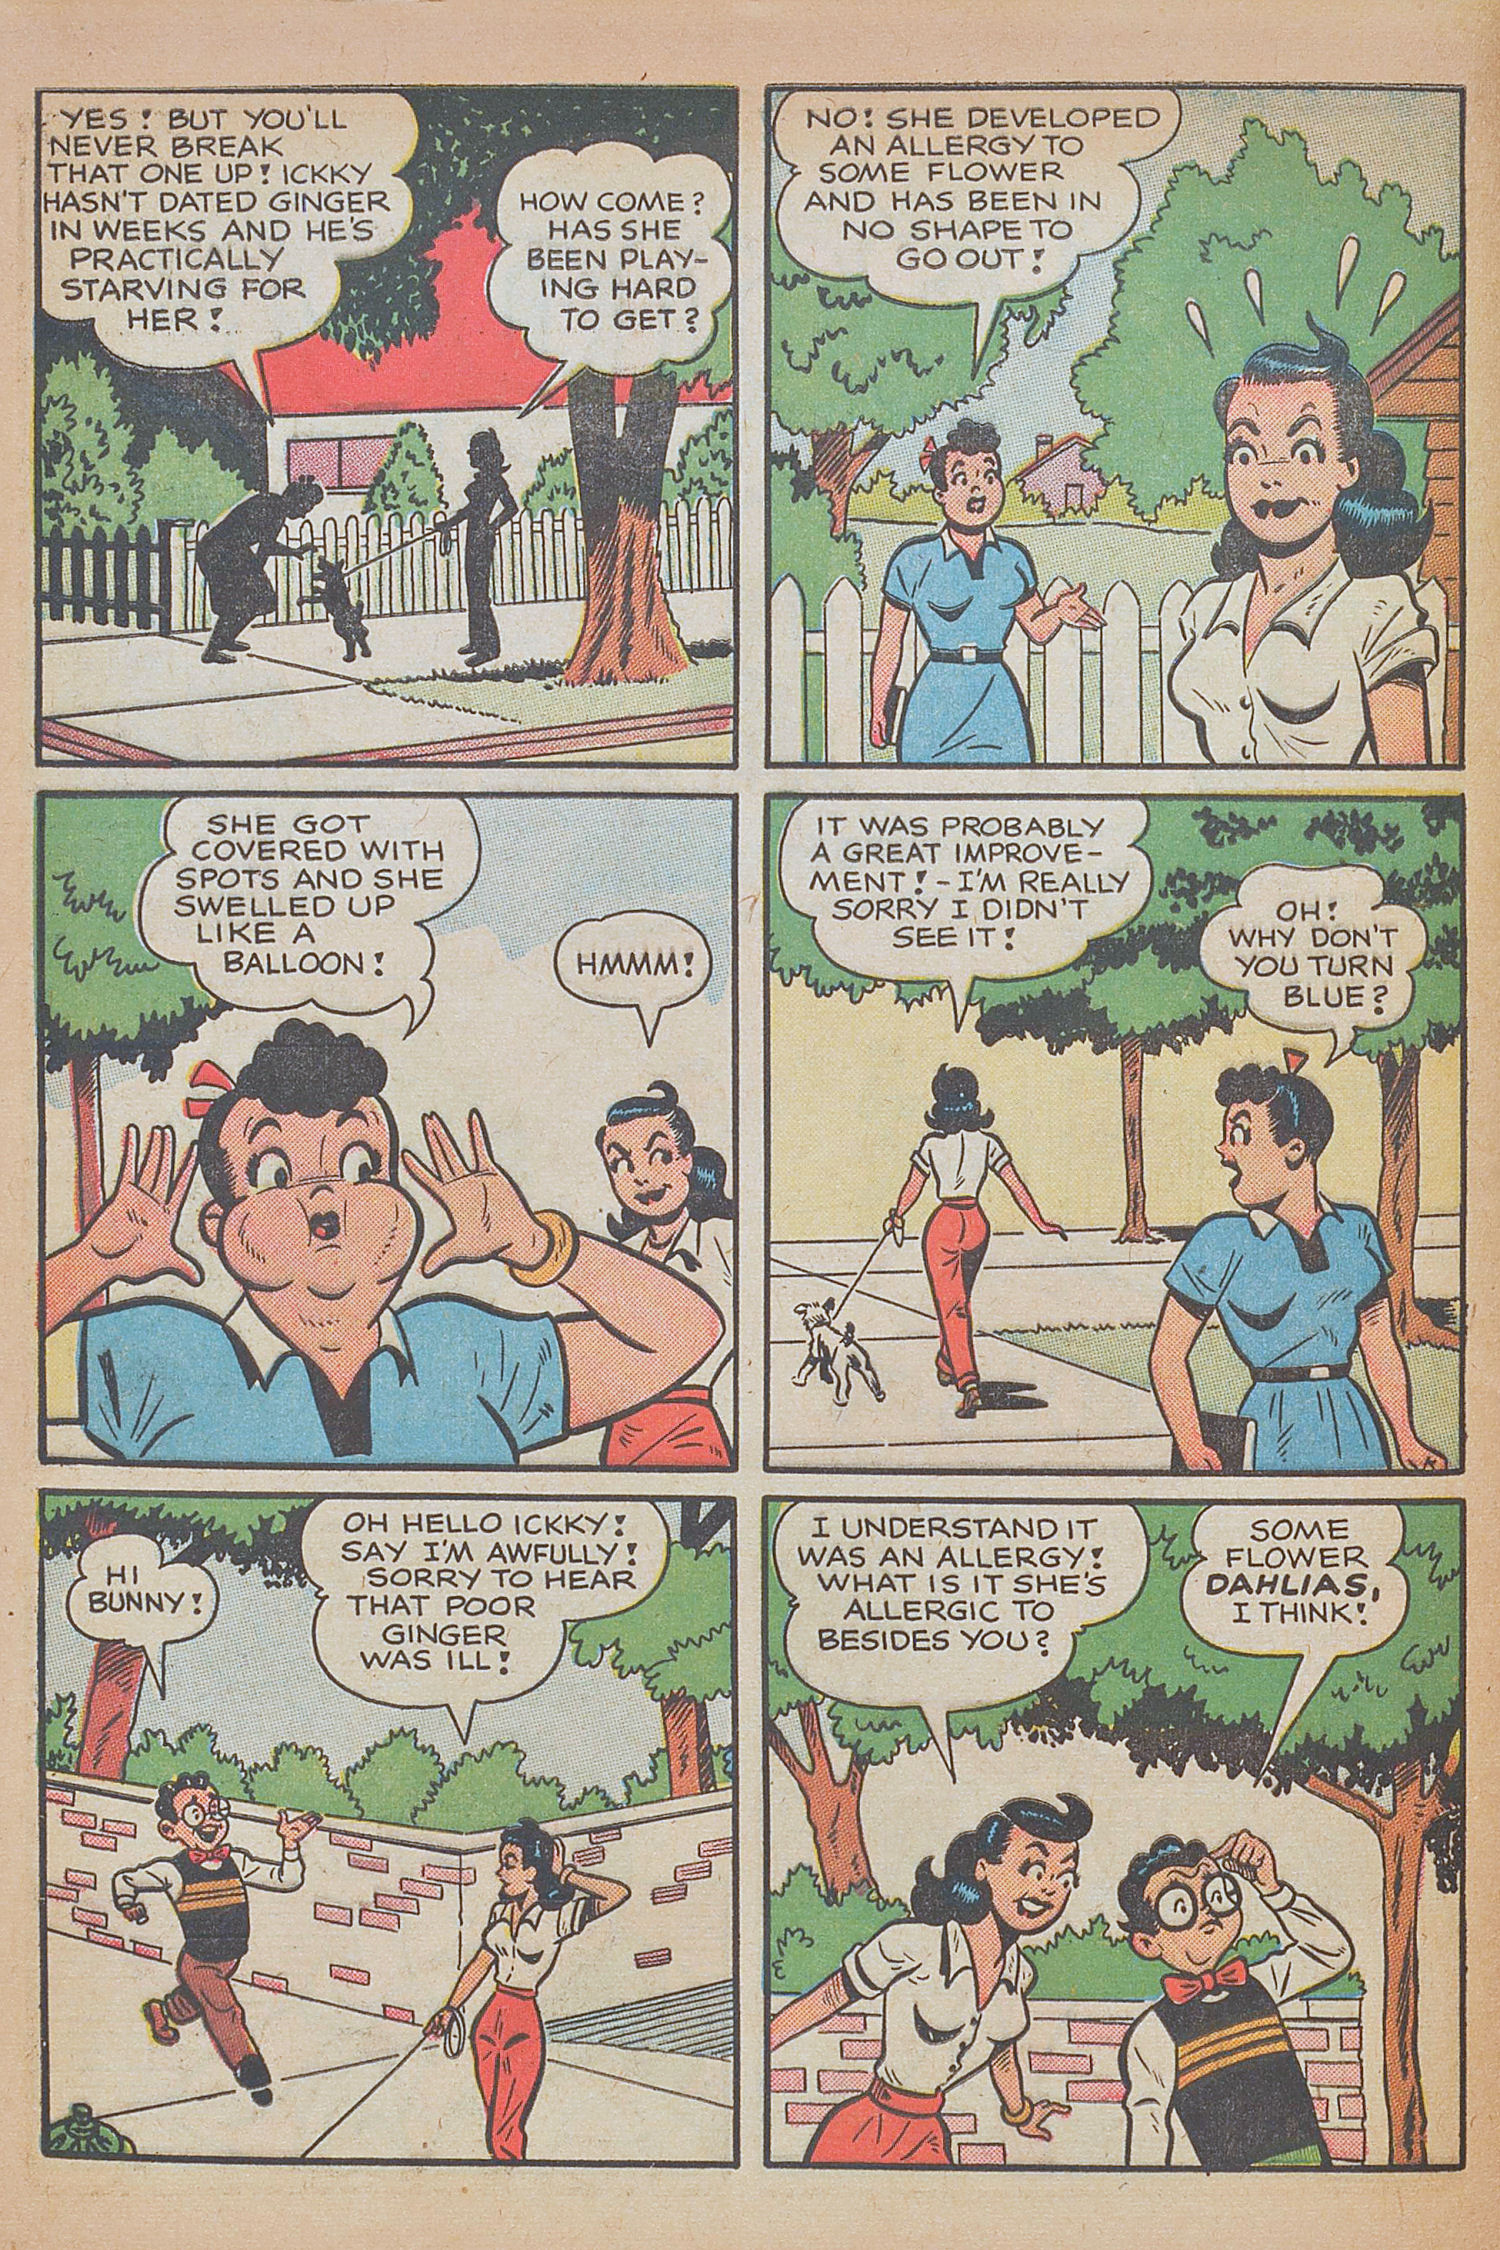 YES! BUT YOU'LL
NEVER BREAK
THAT ONE UP! ICKKY
HASN'T DATED GINGER
IN WEEKS AND HE'S
PRACTICALLY
STARVING FOR
HER!
HOW COME?
HAS SHE
BEEN PLAY-
ING HARD
TO GET?
NO! SHE DEVELOPED
AN ALLERGY TO
SOME FLOWER
AND HAS BEEN IN
NO SHAPE TO
GO OUT!
SHE GOT
COVERED WITH
SPOTS AND SHE
SWELLED UP
LIKE A
BALLOON!
HMMM!
IT WAS PROBABLY
A GREAT IMPROVE-
MENT! - I'M REALLY
SORRY I DIDN'T
SEE IT!
OH!
WHY DON'T
YOU TURN
BLUE?
HI
BUNNY!
OH HELLO ICKKY!
SAY I'M AWFULLY!
SORRY TO HEAR
THAT POOR
GINGER
WAS ILL!
I UNDERSTAND IT
WAS AN ALLERGY!
WHAT IS IT SHE'S
ALLERGIC TO
BESIDES YOU?
SOME
FLOWER
DAHLIAS,
I THINK!